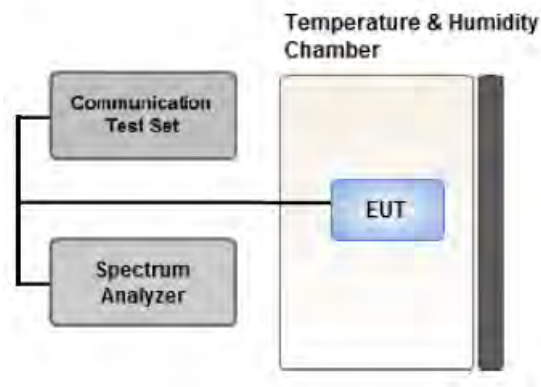 Temperature & Humidity
Chamber
Communication
Test Set
EUT
Spectrum
Analyzer